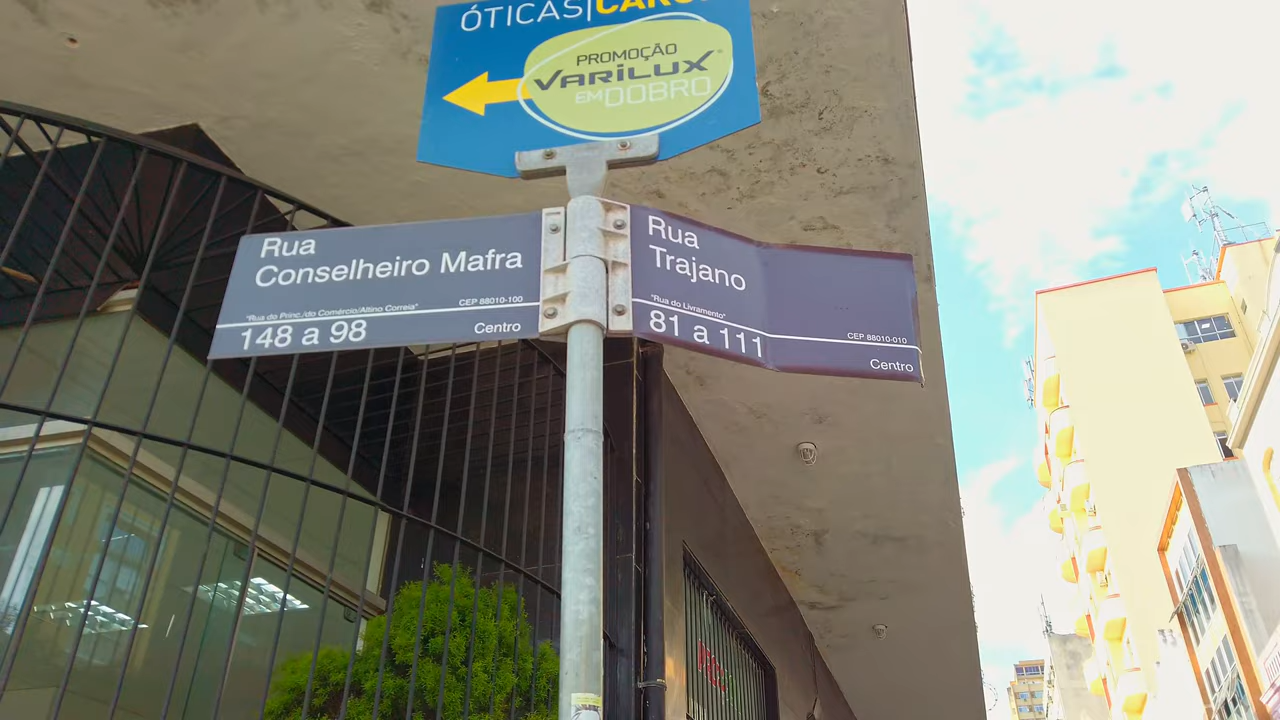 ÓTICAS|CAROL
PROMOÇÃO
VARiLUX®
EM DOBRO
Rua
Conselheiro Mafra
"Rua do Princ./do Comércio/Altino Correia"
CEP 88010-100
148 a 98
Centro
Rua
Trajano
"Rua do Livramento"
CEP 88010-010
81 a 111
Centro